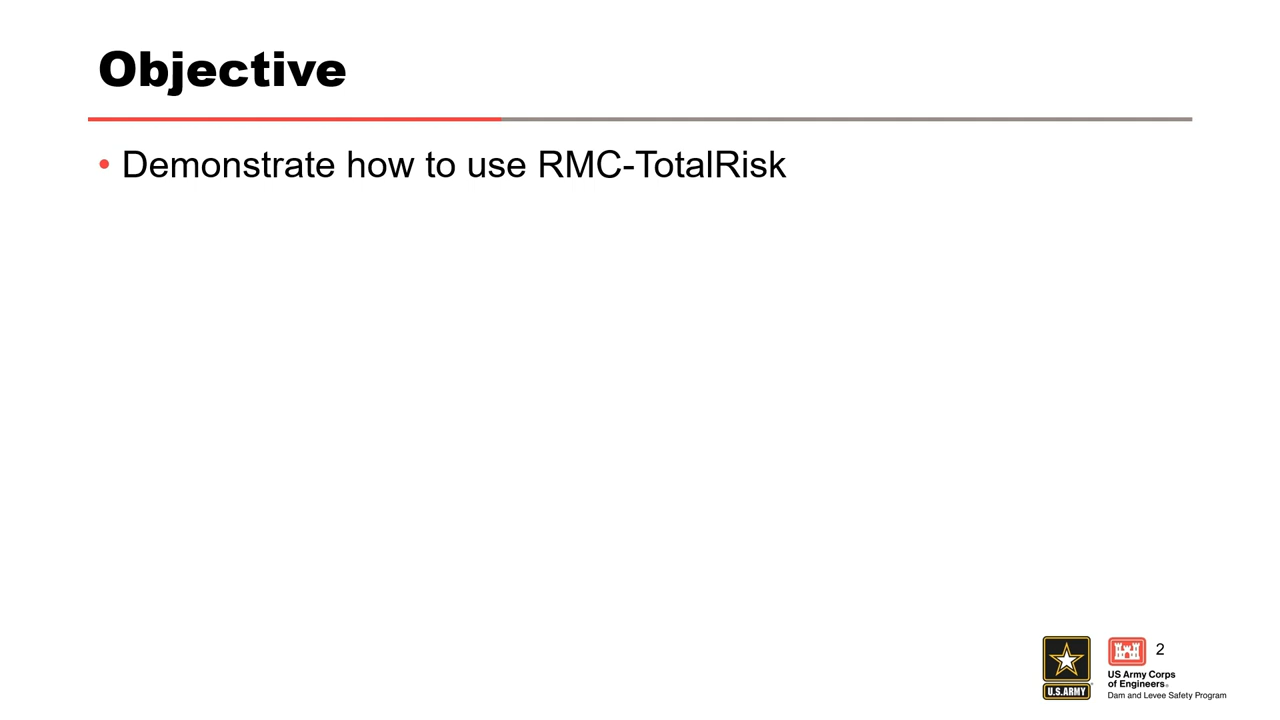 Objective
• Demonstrate how to use RMC-TotalRisk
2
U.S.ARMY
US Army Corps
of Engineers®
Dam and Levee Safety Program